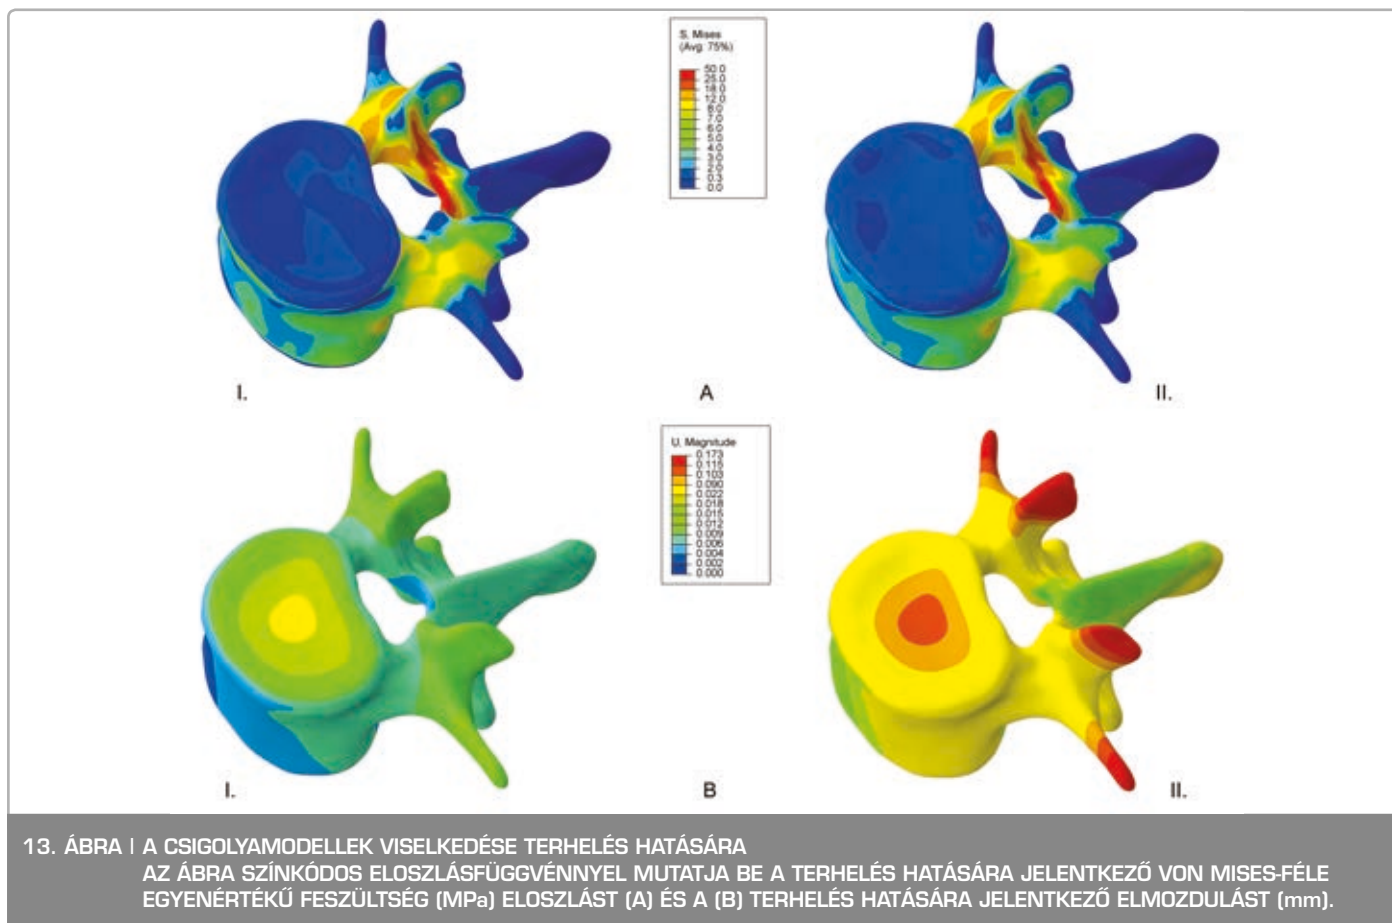 S, Mises
(Avg: 75%)
50.0
25.0
18.0
12.0
8.0
7.0
6.0
5.0
4.0
3.0
2.0
0.3
0.0
I.
A
II.
U, Magnitude
0.173
0.115
0.103
0.090
0.022
0.018
0.015
0.012
0.009
0.006
0.004
0.002
0.000
I.
B
II.
13. ÁBRA | A CSIGOLYAMODELLEK VISELKEDÉSE TERHELÉS HATÁSÁRA
AZ ÁBRA SZÍNKÓDOS ELOSZLÁSFÜGGVÉNNYEL MUTATJA BE A TERHELÉS HATÁSÁRA JELENTKEZŐ VON MISES-FÉLE
EGYENÉRTÉKŰ FESZÜLTSÉG (MPa) ELOSZLÁST (A) ÉS A (B) TERHELÉS HATÁSÁRA JELENTKEZŐ ELMOZDULÁST (mm).